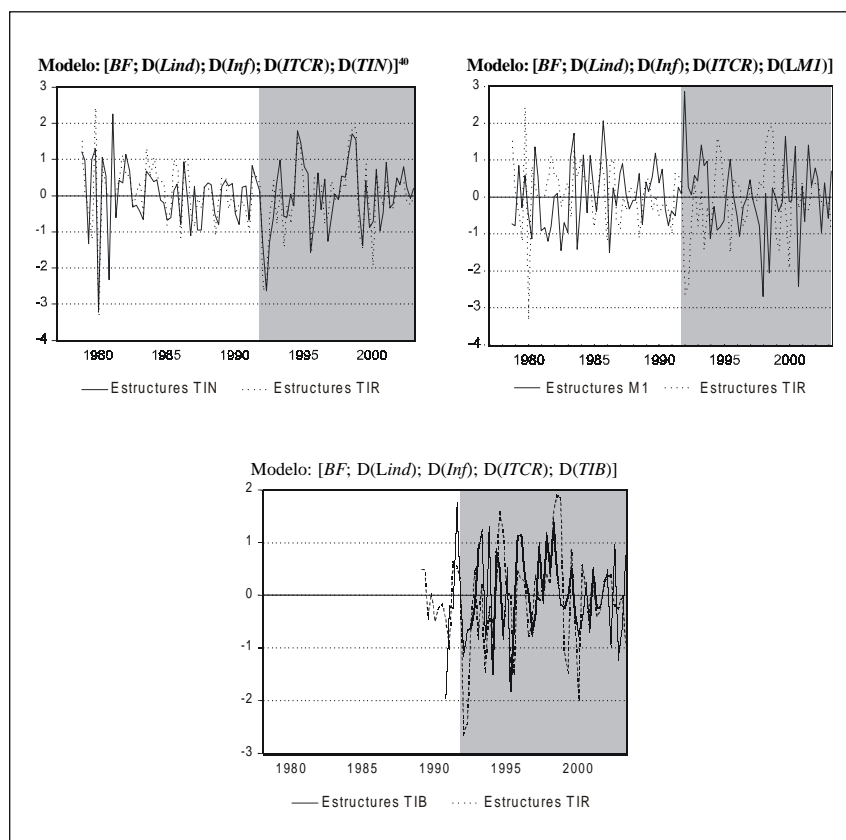 Modelo: [BF; D(Lind); D(Inf); D(ITCR); D(TIN)]⁴⁰
3
2
1
0
-1
-2
-3
-4
1980 1985 1990 1995 2000
Estructures TIN Estructures TIR
Modelo: [BF; D(Lind); D(Inf); D(ITCR); D(LM1)]
3
2
1
0
-1
-2
-3
-4
1980 1985 1990 1995 2000
Estructures M1 Estructures TIR
Modelo: [BF; D(Lind); D(Inf); D(ITCR); D(TIB)]
2
1
0
-1
-2
-3
1980 1985 1990 1995 2000
Estructures TIB Estructures TIR